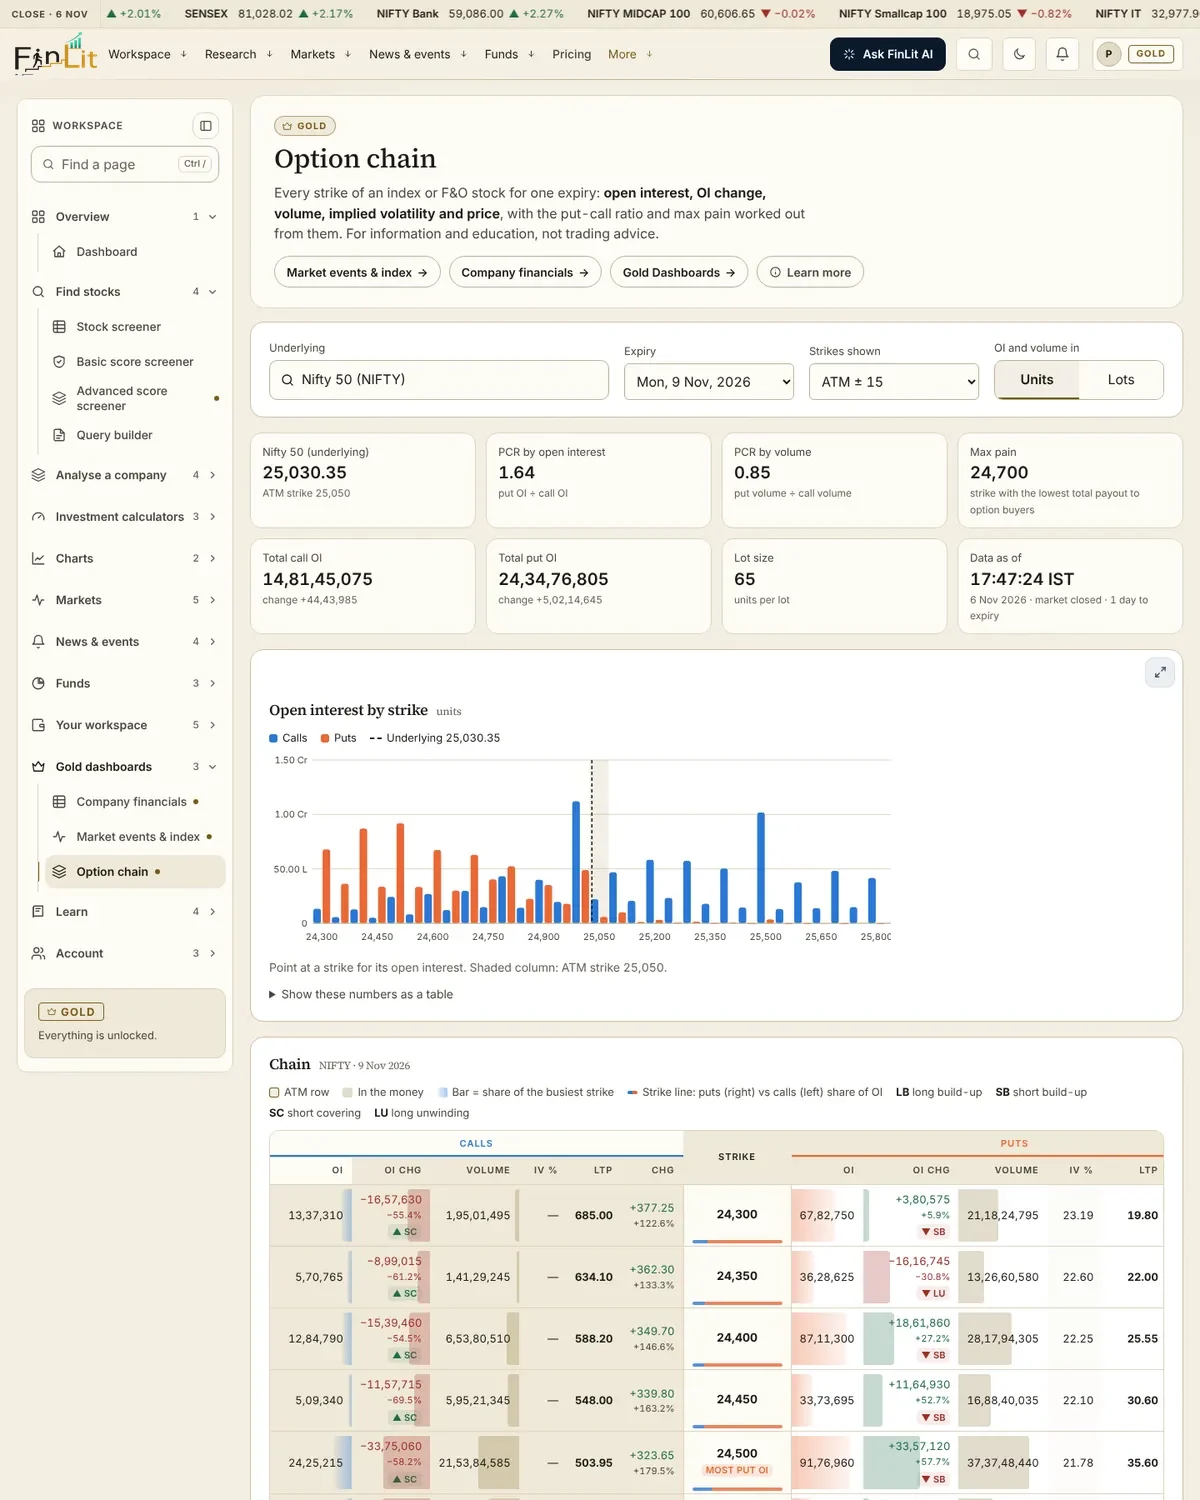 CLOSE · 6 NOV ▲ +2.01% SENSEX 81,028.02 ▲ +2.17% NIFTY Bank 59,086.00 ▲ +2.27% NIFTY MIDCAP 100 60,606.65 ▼ −0.02% NIFTY Smallcap 100 18,975.05 ▼ −0.82% NIFTY IT 32,977.9
FinLit Workspace Research Markets News & events Funds Pricing More Ask FinLit AI P GOLD
WORKSPACE
Find a page Ctrl /
Overview 1
Dashboard
Find stocks 4
Stock screener
Basic score screener
Advanced score
screener
Query builder
Analyse a company 4
Investment calculators 3
Charts 2
Markets 5
News & events 4
Funds 3
Your workspace 5
Gold dashboards 3
Company financials
Market events & index
Option chain
Learn 4
Account 3
GOLD
Everything is unlocked.
GOLD
Option chain
Every strike of an index or F&O stock for one expiry: open interest, OI change,
volume, implied volatility and price, with the put-call ratio and max pain worked out
from them. For information and education, not trading advice.
Market events & index → Company financials → Gold Dashboards → Learn more
Underlying Expiry Strikes shown OI and volume in
Nifty 50 (NIFTY) Mon, 9 Nov, 2026 ATM ± 15 Units Lots
Nifty 50 (underlying)
25,030.35
ATM strike 25,050
PCR by open interest
1.64
put OI ÷ call OI
PCR by volume
0.85
put volume ÷ call volume
Max pain
24,700
strike with the lowest total payout to
option buyers
Total call OI
14,81,45,075
change +44,43,985
Total put OI
24,34,76,805
change +5,02,14,645
Lot size
65
units per lot
Data as of
17:47:24 IST
6 Nov 2026 · market closed · 1 day to
expiry
Open interest by strike units
Calls Puts Underlying 25,030.35
1.50 Cr
1.00 Cr
50.00 L
0
24,300 24,450 24,600 24,750 24,900 25,050 25,200 25,350 25,500 25,650 25,800
Point at a strike for its open interest. Shaded column: ATM strike 25,050.
▶ Show these numbers as a table
Chain NIFTY · 9 Nov 2026
ATM row In the money Bar = share of the busiest strike Strike line: puts (right) vs calls (left) share of OI LB long build-up SB short build-up
SC short covering LU long unwinding
CALLS STRIKE PUTS
OI OI CHG VOLUME IV % LTP CHG OI OI CHG VOLUME IV % LTP
13,37,310 −16,57,630 1,95,01,495 — 685.00 +377.25 24,300 67,82,750 +3,80,575 21,18,24,795 23.19 19.80
−55.4% +122.6% +5.9%
▲ SC ▼ SB
5,70,765 −8,99,015 1,41,29,245 — 634.10 +362.30 24,350 36,28,625 −16,16,745 13,26,60,580 22.60 22.00
−61.2% +133.3% −30.8%
▲ SC ▼ LU
12,84,790 −15,39,460 6,53,80,510 — 588.20 +349.70 24,400 87,11,300 +18,61,860 28,17,94,305 22.25 25.55
−54.5% +146.6% +27.2%
▲ SC ▼ SB
5,09,340 −11,57,715 5,95,21,345 — 548.00 +339.80 24,450 33,73,695 +11,64,930 16,88,40,035 22.10 30.60
−69.5% +163.2% +52.7%
▲ SC ▼ SB
24,25,215 −33,75,060 21,53,84,585 — 503.95 +323.65 24,500 91,76,960 +33,57,120 37,37,48,440 21.78 35.60
−58.2% +179.5% MOST PUT OI +57.7%
▲ SC ▼ SB